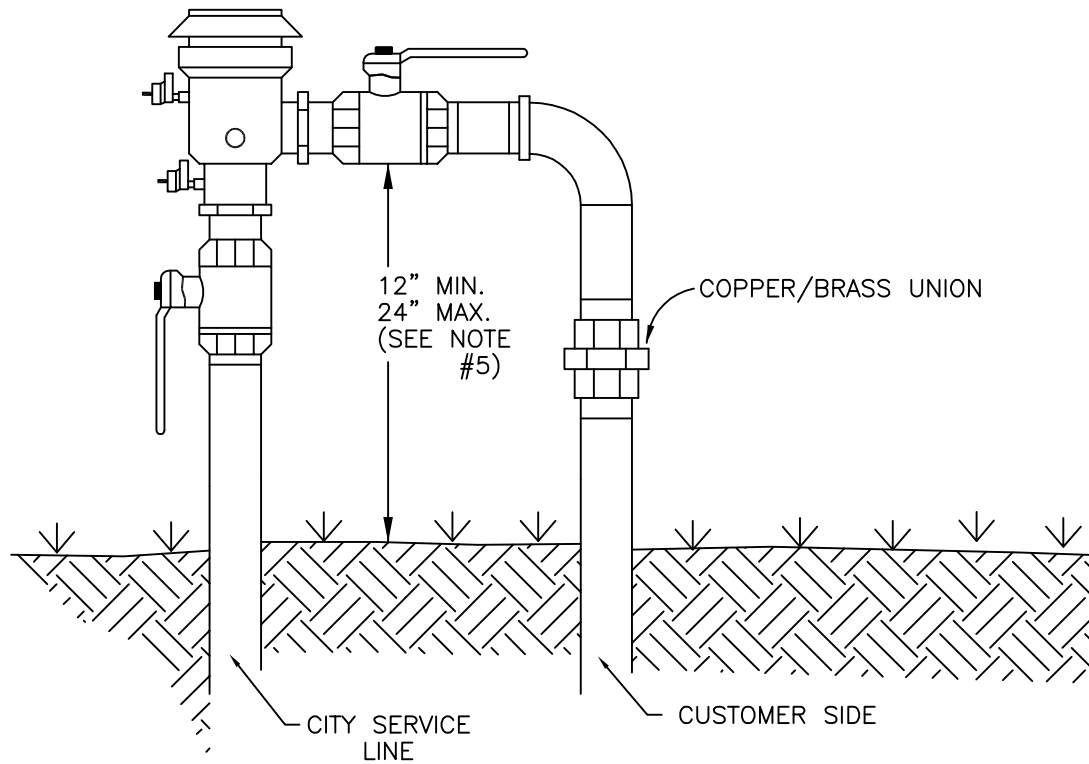 12" MIN.
24" MAX.
(SEE NOTE
#5)
COPPER/BRASS UNION
CITY SERVICE
LINE
CUSTOMER SIDE